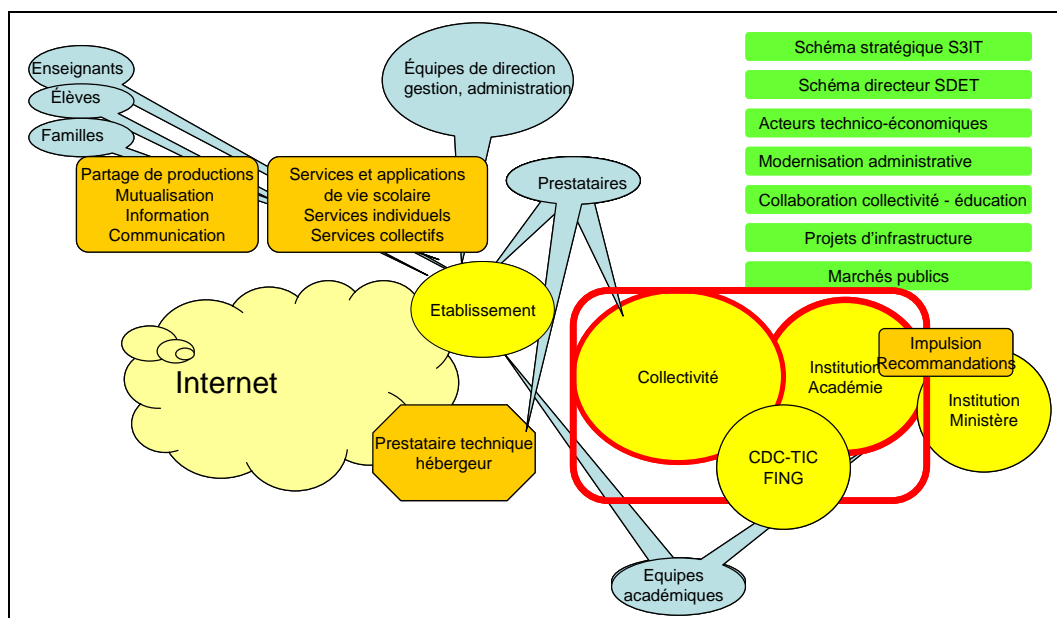 Enseignants
Élèves
Familles
Équipes de direction
gestion, administration
Prestataires
Partage de productions
Mutualisation
Information
Communication
Services et applications
de vie scolaire
Services individuels
Services collectifs
Schéma stratégique S3IT
Schéma directeur SDET
Acteurs technico-économiques
Modernisation administrative
Collaboration collectivité - éducation
Projets d'infrastructure
Marchés publics
Etablissement
Internet
Prestataire technique
hébergeur
Collectivité
Institution
Académie
Impulsion
Recommandations
Institution
Ministère
CDC-TIC
FING
Equipes
académiques